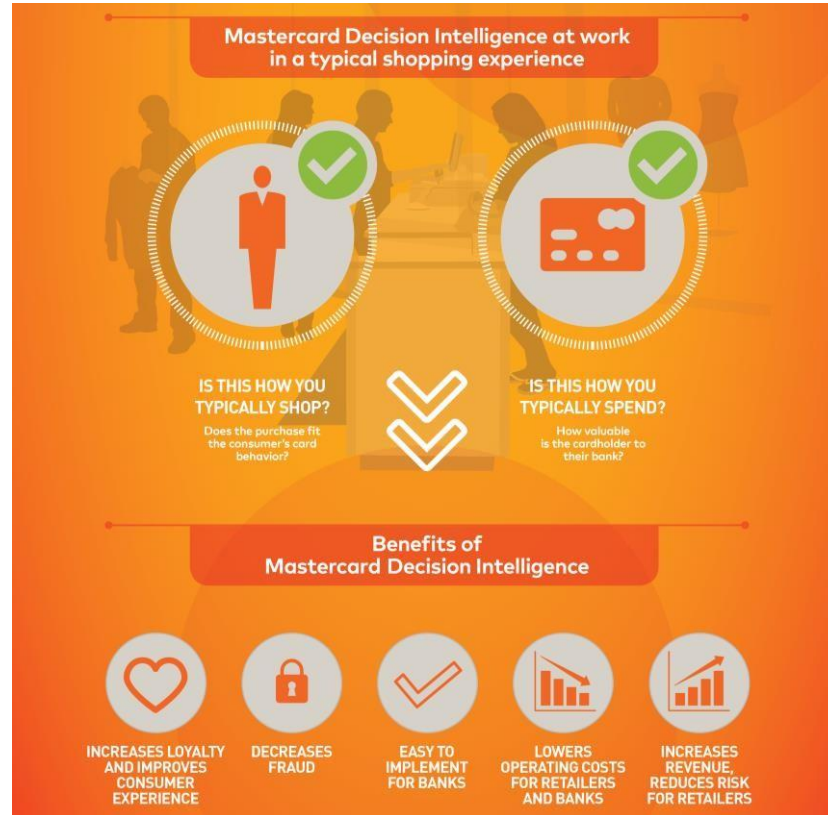 Mastercard Decision Intelligence at work
in a typical shopping experience
IS THIS HOW YOU
TYPICALLY SHOP?
Does the purchase fit
the consumer's card
behavior?
IS THIS HOW YOU
TYPICALLY SPEND?
How valuable
is the cardholder to
their bank?
Benefits of
Mastercard Decision Intelligence
INCREASES LOYALTY
AND IMPROVES
CONSUMER
EXPERIENCE
DECREASES
FRAUD
EASY TO
IMPLEMENT
FOR BANKS
LOWERS
OPERATING COSTS
FOR RETAILERS
AND BANKS
INCREASES
REVENUE,
REDUCES RISK
FOR RETAILERS